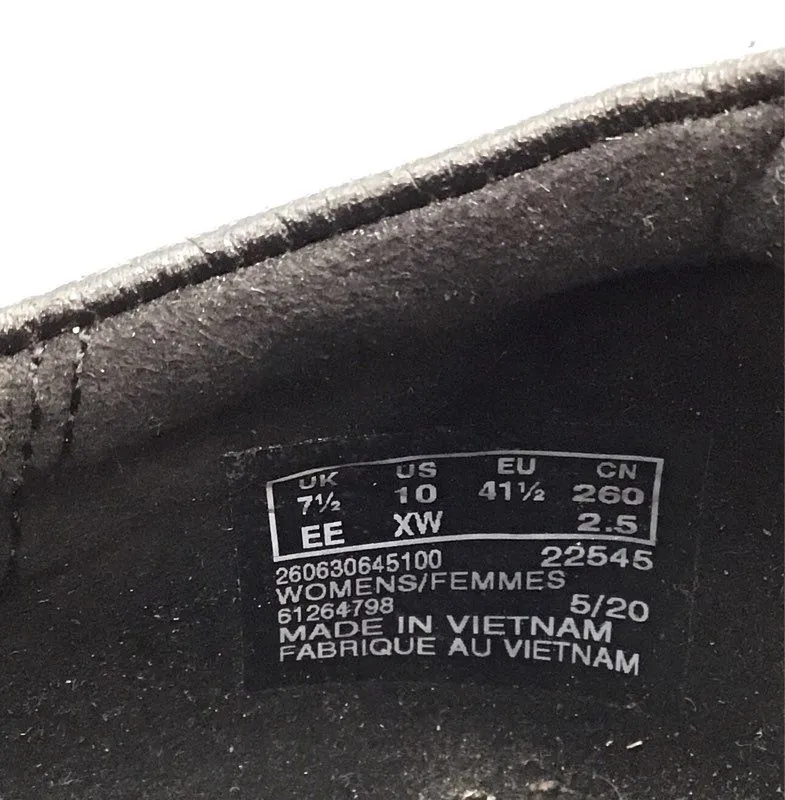 UK US EU CN
7½ 10 41½ 260
EE XW 2.5
260630645100 22545
WOMENS/FEMMES
61264798 5/20
MADE IN VIETNAM
FABRIQUE AU VIETNAM